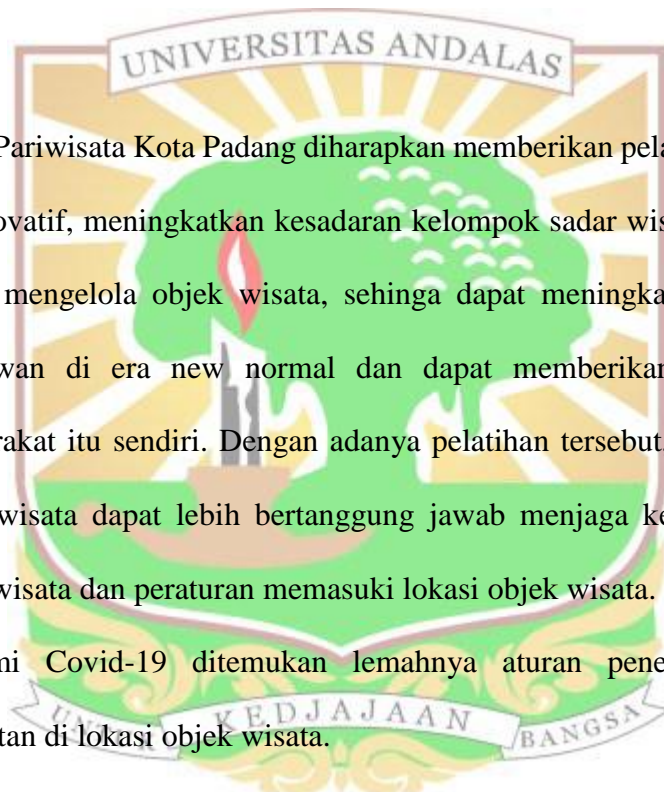 UNIVERSITAS ANDALAS
Pariwisata Kota Padang diharapkan memberikan pela
ovatif, meningkatkan kesadaran kelompok sadar wis
mengelola objek wisata, sehinga dapat meningka
wan di era new normal dan dapat memberikan
rakat itu sendiri. Dengan adanya pelatihan tersebut.
wisata dapat lebih bertanggung jawab menjaga ke
wisata dan peraturan memasuki lokasi objek wisata.
mi Covid-19 ditemukan lemahnya aturan pene
tan di lokasi objek wisata.
UNTUK KEDJAJAAN BANGSA